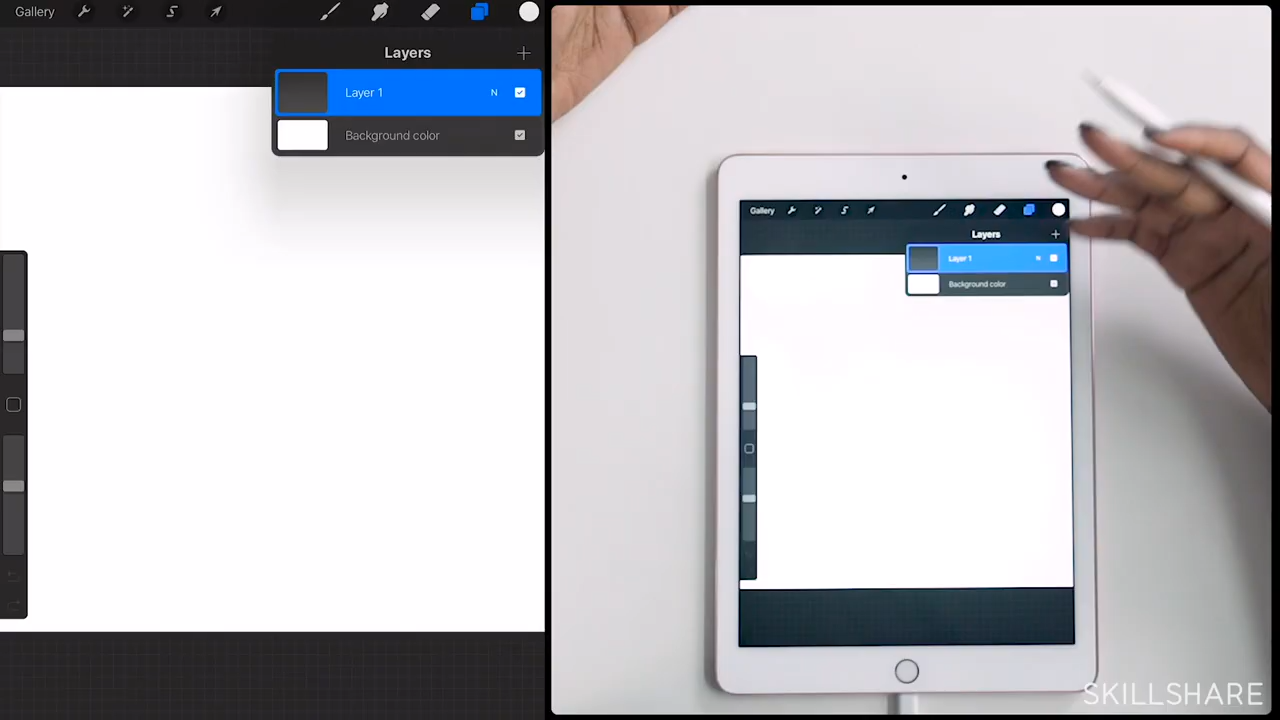 Gallery
Layers
Layer 1 N
Background color
Gallery
Layers
Layer 1 N
Background color
SKILLSHARE